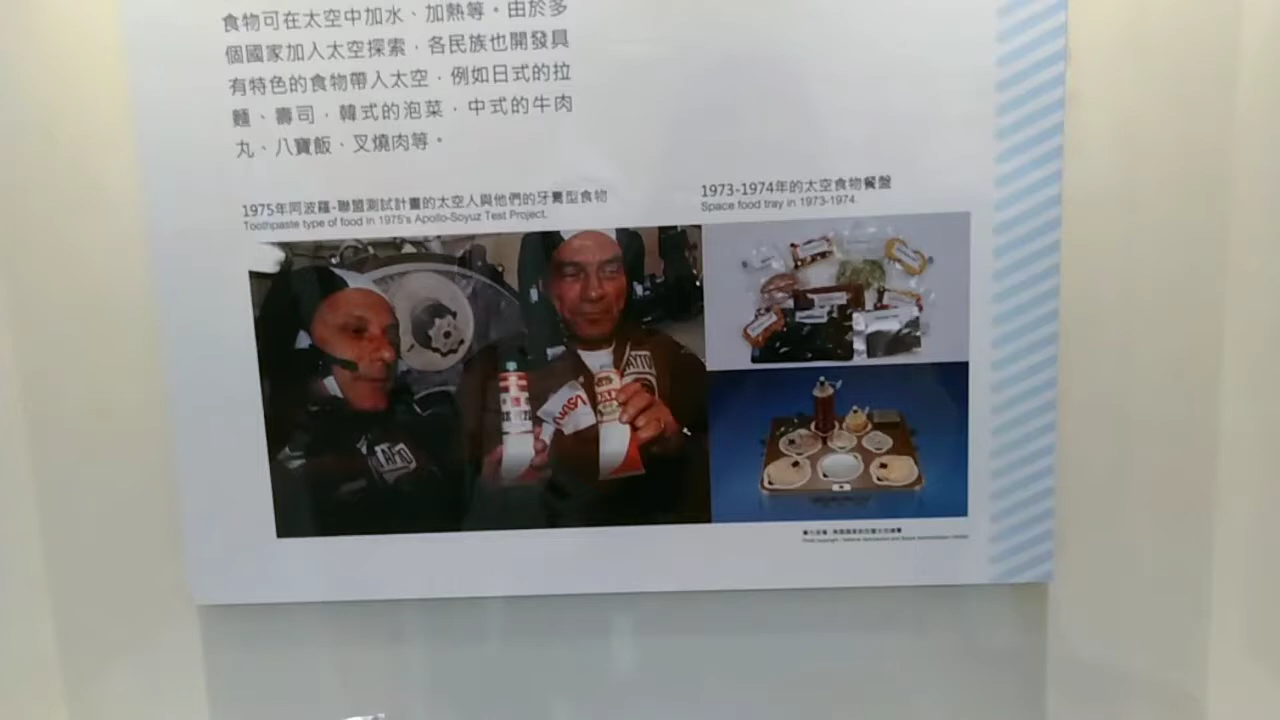 食物可在太空中加水、加熱等。由於多
個國家加入太空探索，各民族也開發具
有特色的食物帶入太空，例如日式的拉
麵、壽司，韓式的泡菜，中式的牛肉
丸、八寶飯、叉燒肉等。
1975年阿波羅-聯盟測試計畫的太空人與他們的牙膏型食物
Toothpaste type of food in 1975's Apollo-Soyuz Test Project.
1973-1974年的太空食物餐盤
Space food tray in 1973-1974.
NASA